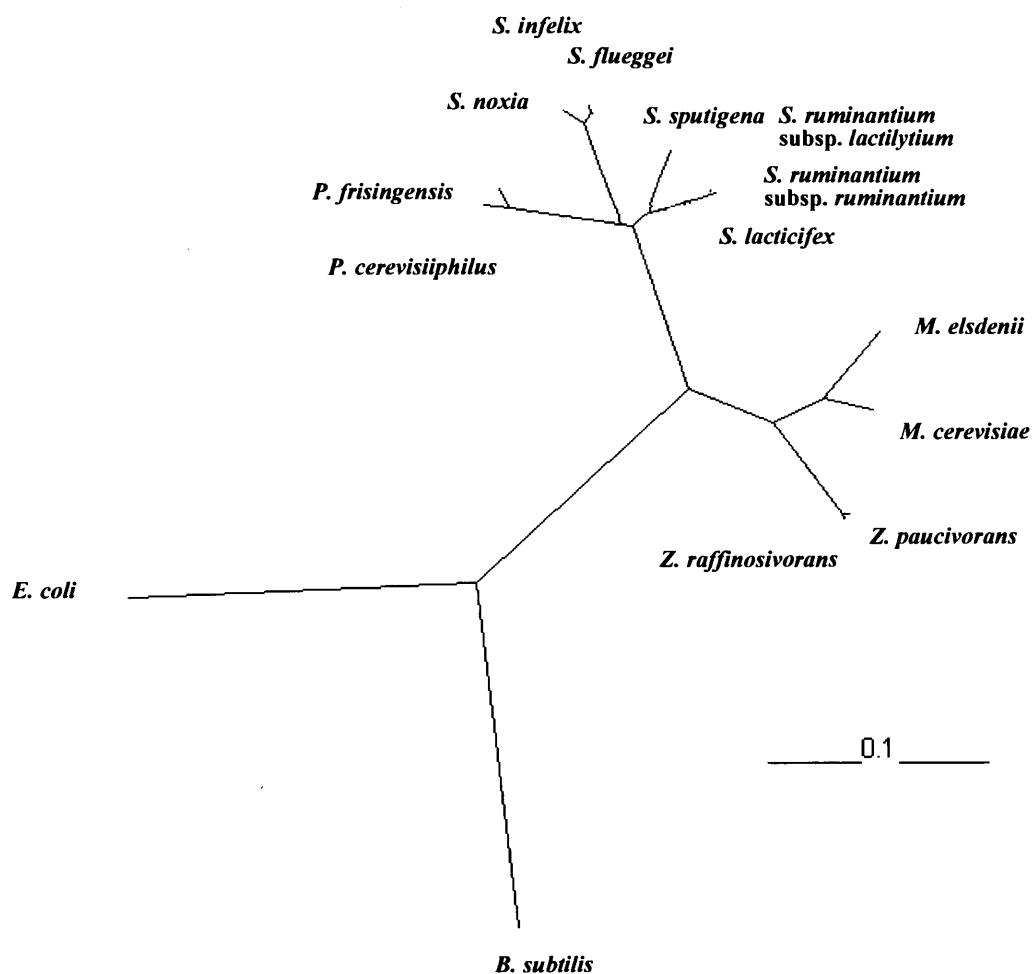 S. infelix
S. flueggei
S. noxia
S. sputigena
S. ruminantium
subsp. lactilytium
S. ruminantium
subsp. ruminantium
P. frisingensis
S. lacticifex
P. cerevisiiphilus
M. elsdenii
M. cerevisiae
Z. paucivorans
Z. raffinosivorans
E. coli
0.1
B. subtilis